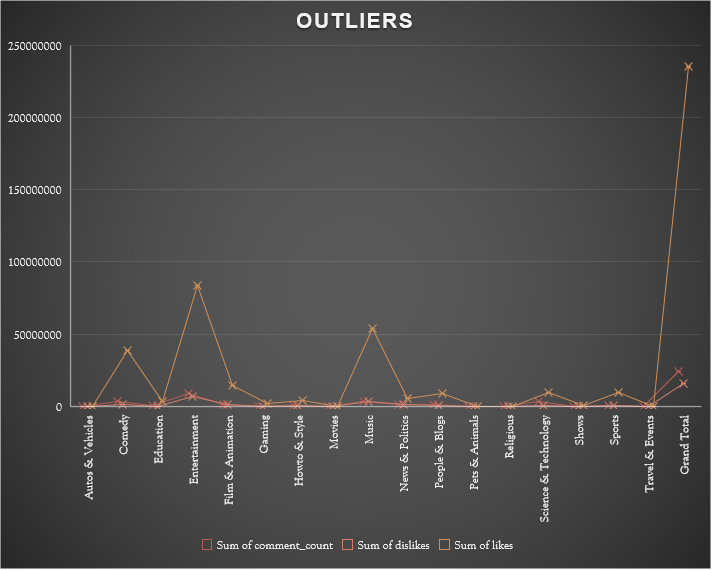 OUTLIERS
250000000
200000000
150000000
100000000
50000000
0
Autos & Vehicles
Comedy
Education
Entertainment
Film & Animation
Gaming
Howto & Style
Movies
Music
News & Politics
People & Blogs
Pets & Animals
Religious
Science & Technology
Shows
Sports
Travel & Events
Grand Total
Sum of comment_count Sum of dislikes Sum of likes